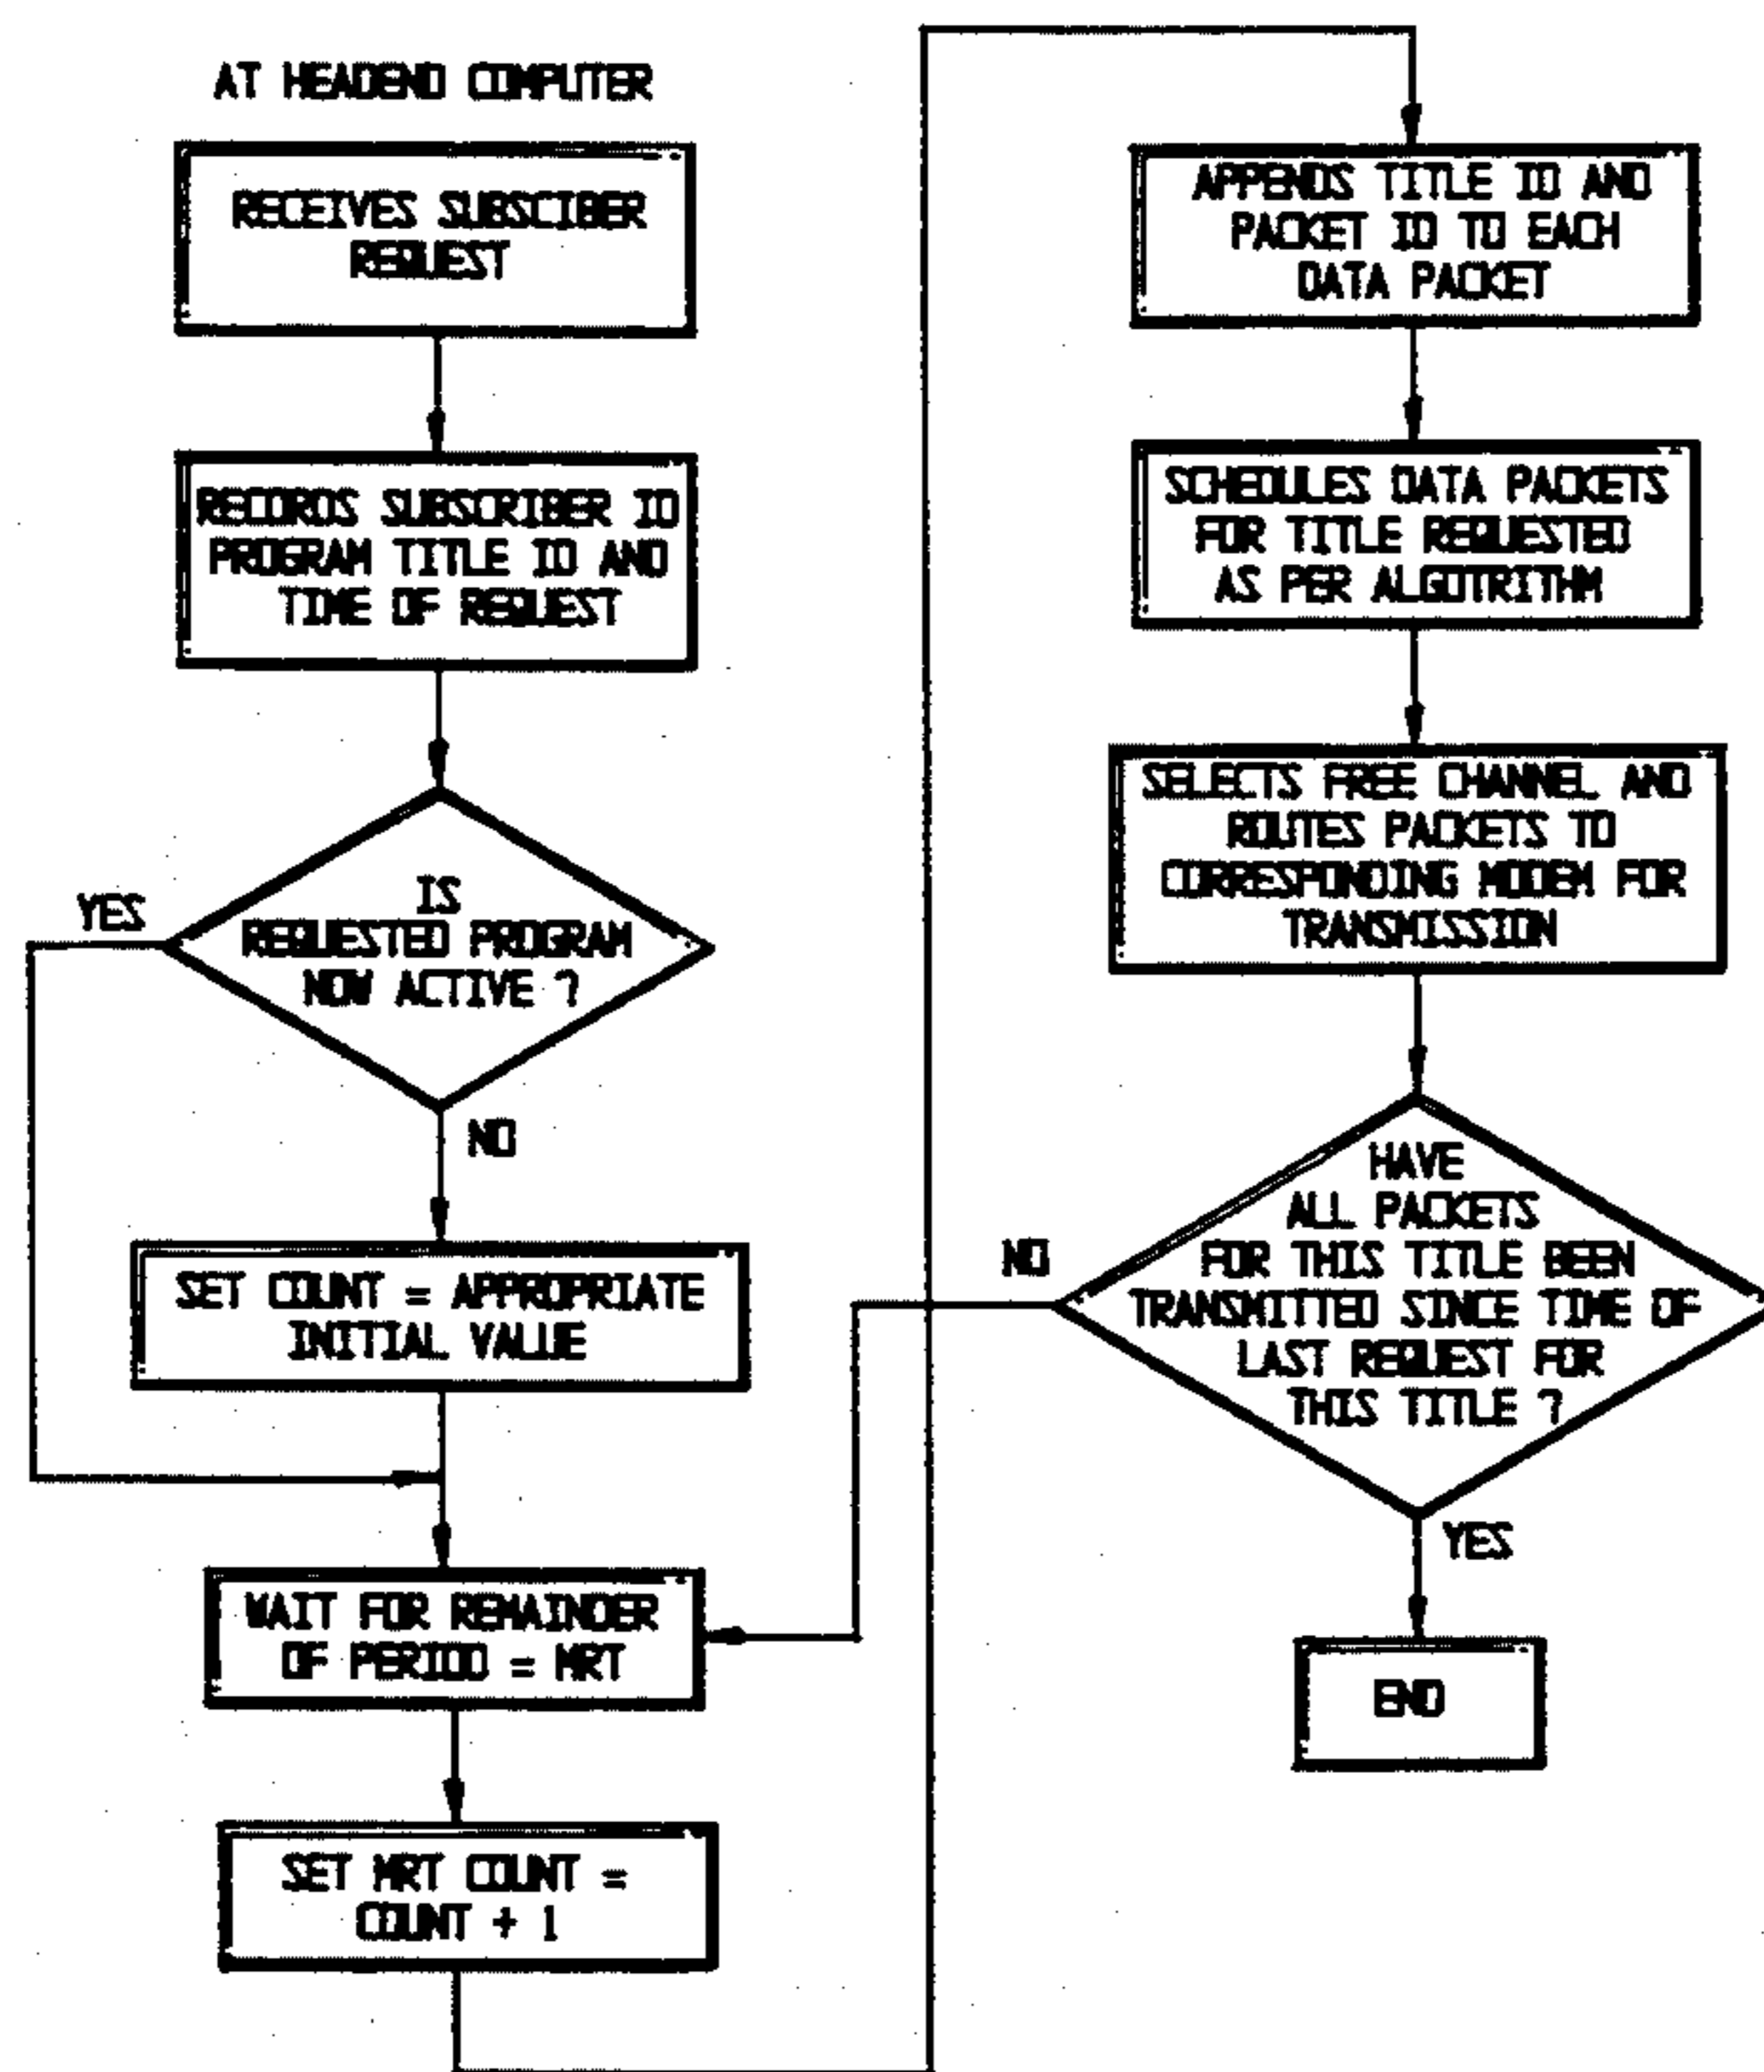 AT HEADEND COMPUTER
RECEIVES SUBSCIBER
REQUEST
RECORDS SUBSCRIBER ID
PROGRAM TITLE ID AND
TIME OF REQUEST
IS
REQUESTED PROGRAM
NOW ACTIVE ?
YES
NO
SET COUNT = APPROPRIATE
INITIAL VALUE
WAIT FOR REMAINDER
OF PERIOD = MRT
SET MRT COUNT =
COUNT + 1
APPENDS TITLE ID AND
PACKET ID TO EACH
DATA PACKET
SCHEDULES DATA PACKETS
FOR TITLE REQUESTED
AS PER ALGOTRITHM
SELECTS FREE CHANNEL AND
ROUTES PACKETS TO
CORRESPONDING MODEM FOR
TRANSMISSION
HAVE
ALL PACKETS
FOR THIS TITLE BEEN
TRANSMITTED SINCE TIME OF
LAST REQUEST FOR
THIS TITLE ?
NO
YES
END